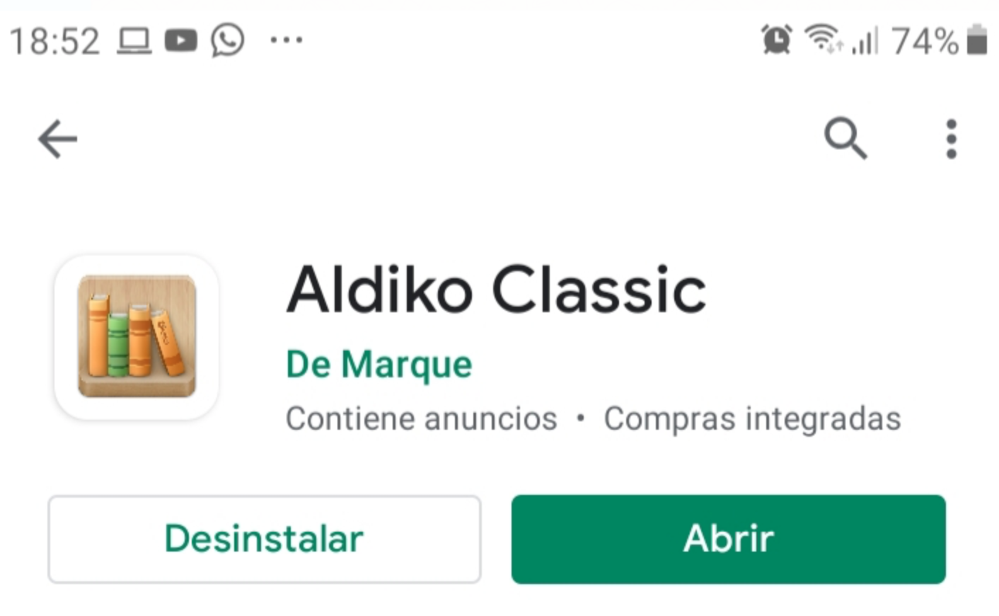 18:52 74%
Aldiko Classic
De Marque
Contiene anuncios • Compras integradas
Desinstalar Abrir